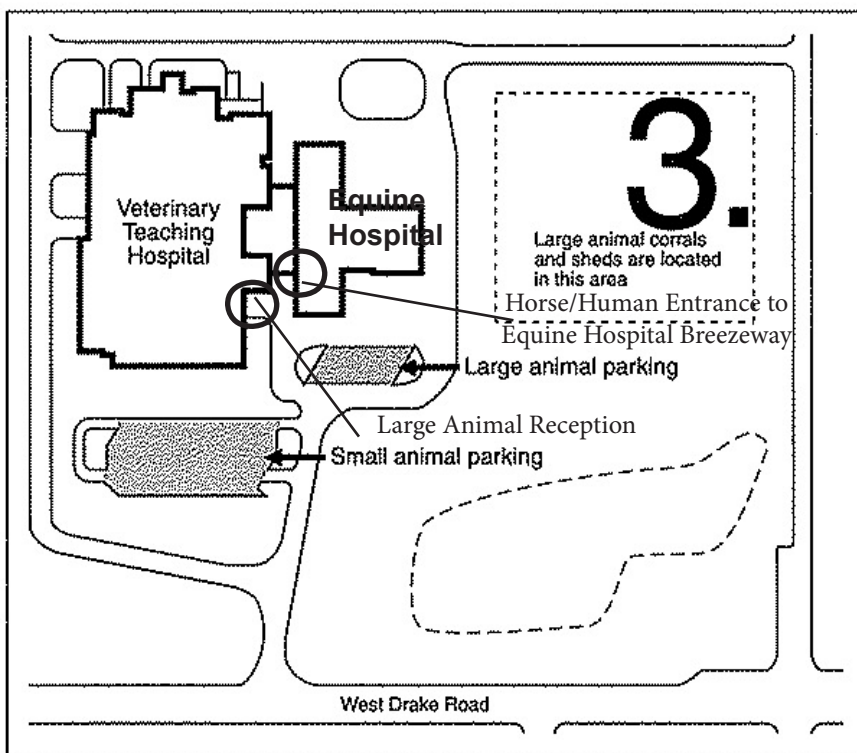 Veterinary
Teaching
Hospital
Equine
Hospital
3.
Large animal corrals
and sheds are located
in this area
Horse/Human Entrance to
Equine Hospital Breezeway
Large animal parking
Large Animal Reception
Small animal parking
West Drake Road